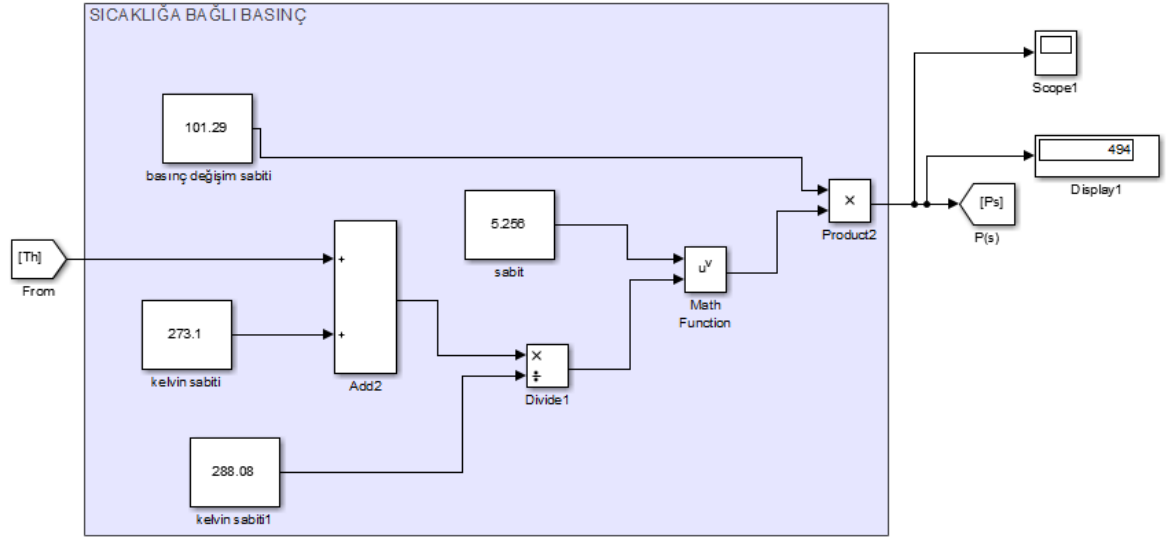 SICAKLIĞA BAĞLI BASINÇ
Scope1
101.29
basınç değişim sabiti
494
Display1
[Ps]
P(s)
×
Product2
5.256
sabit
[Th]
From
+
+
Add2
u^v
Math
Function
273.1
kelvin sabiti
×
÷
Divide1
288.08
kelvin sabiti1